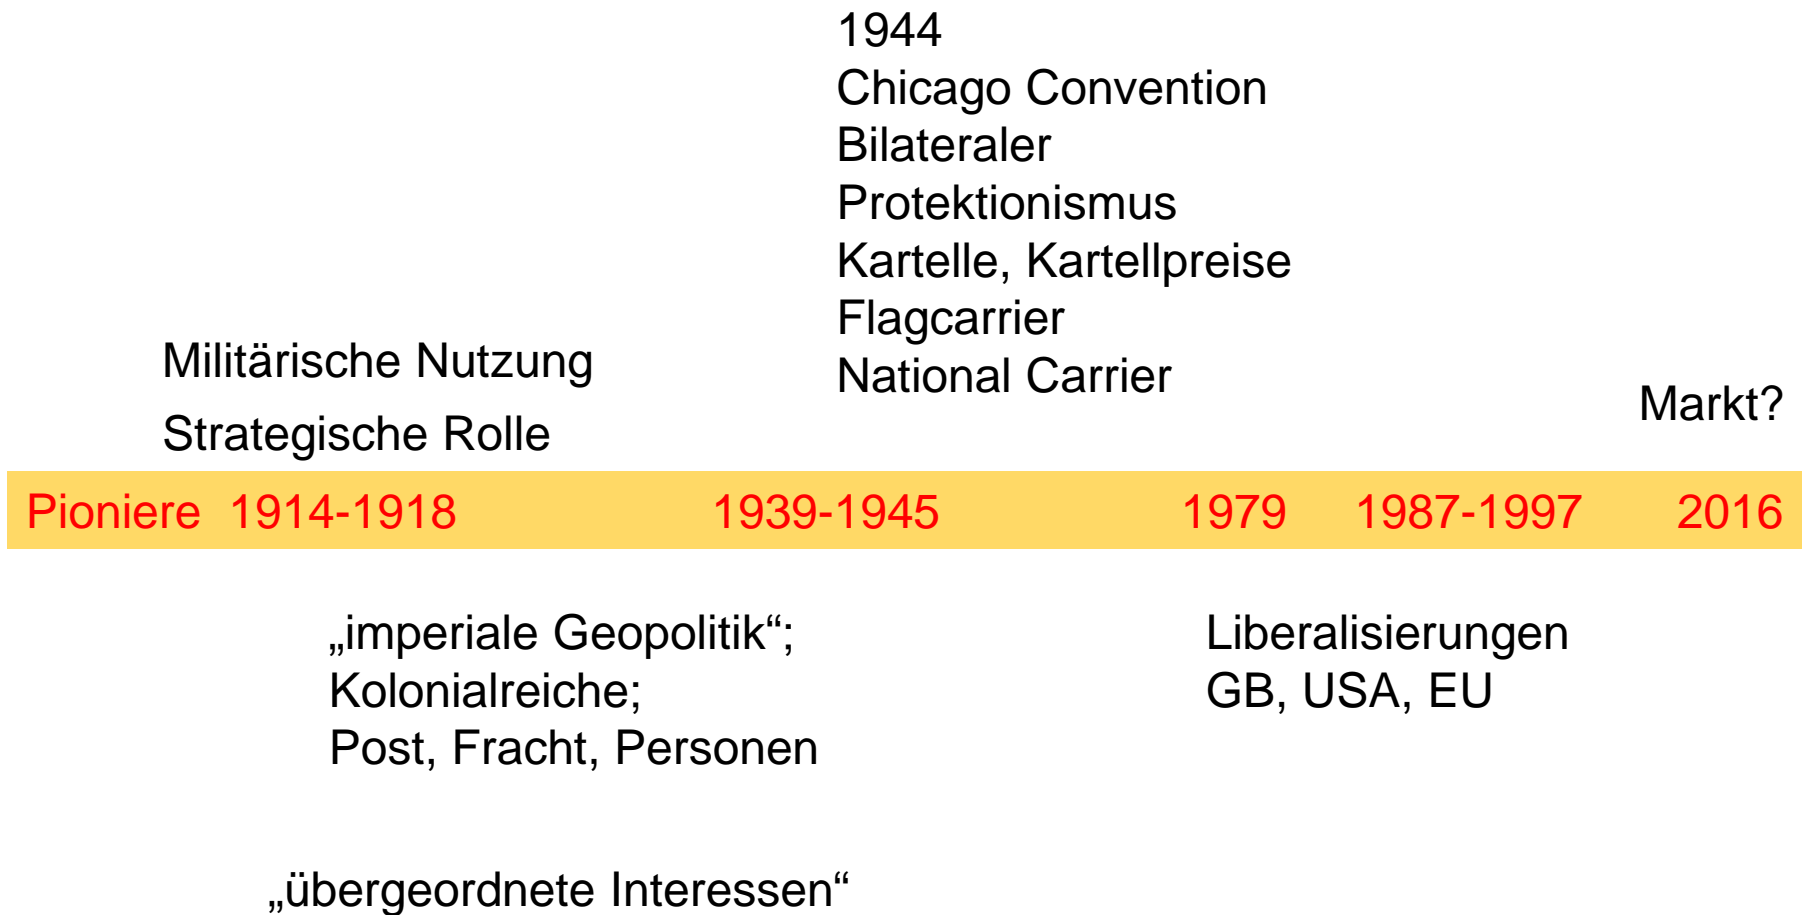 1944
Chicago Convention
Bilateraler
Protektionismus
Kartelle, Kartellpreise
Flagcarrier
National Carrier
Militärische Nutzung
Strategische Rolle
Markt?
Pioniere 1914-1918 1939-1945 1979 1987-1997 2016
„imperiale Geopolitik“;
Kolonialreiche;
Post, Fracht, Personen
Liberalisierungen
GB, USA, EU
„übergeordnete Interessen“